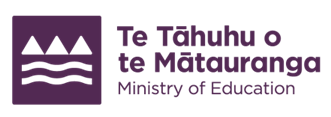 Te Tāhuhu o
te Mātauranga
Ministry of Education